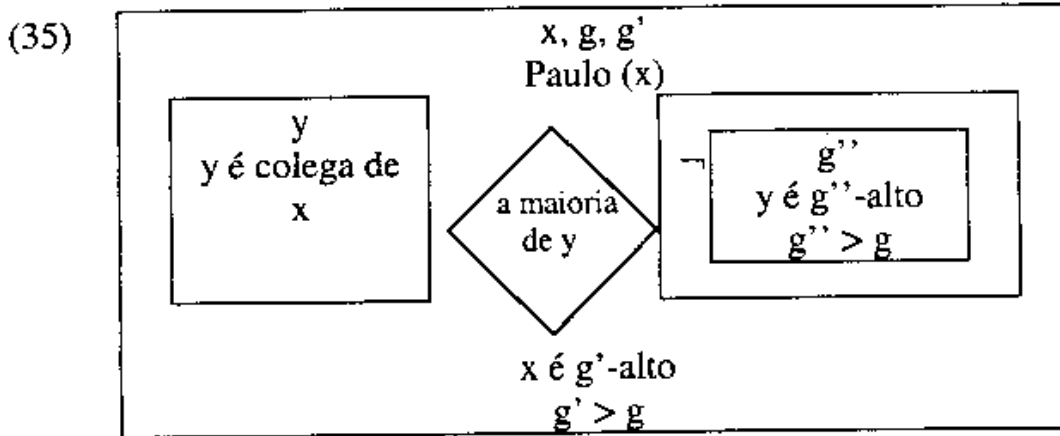 (35)
x, g, g'
Paulo (x)
y
y é colega de
x
a maioria
de y
¬
g''
y é g''-alto
g'' > g
x é g'-alto
g' > g